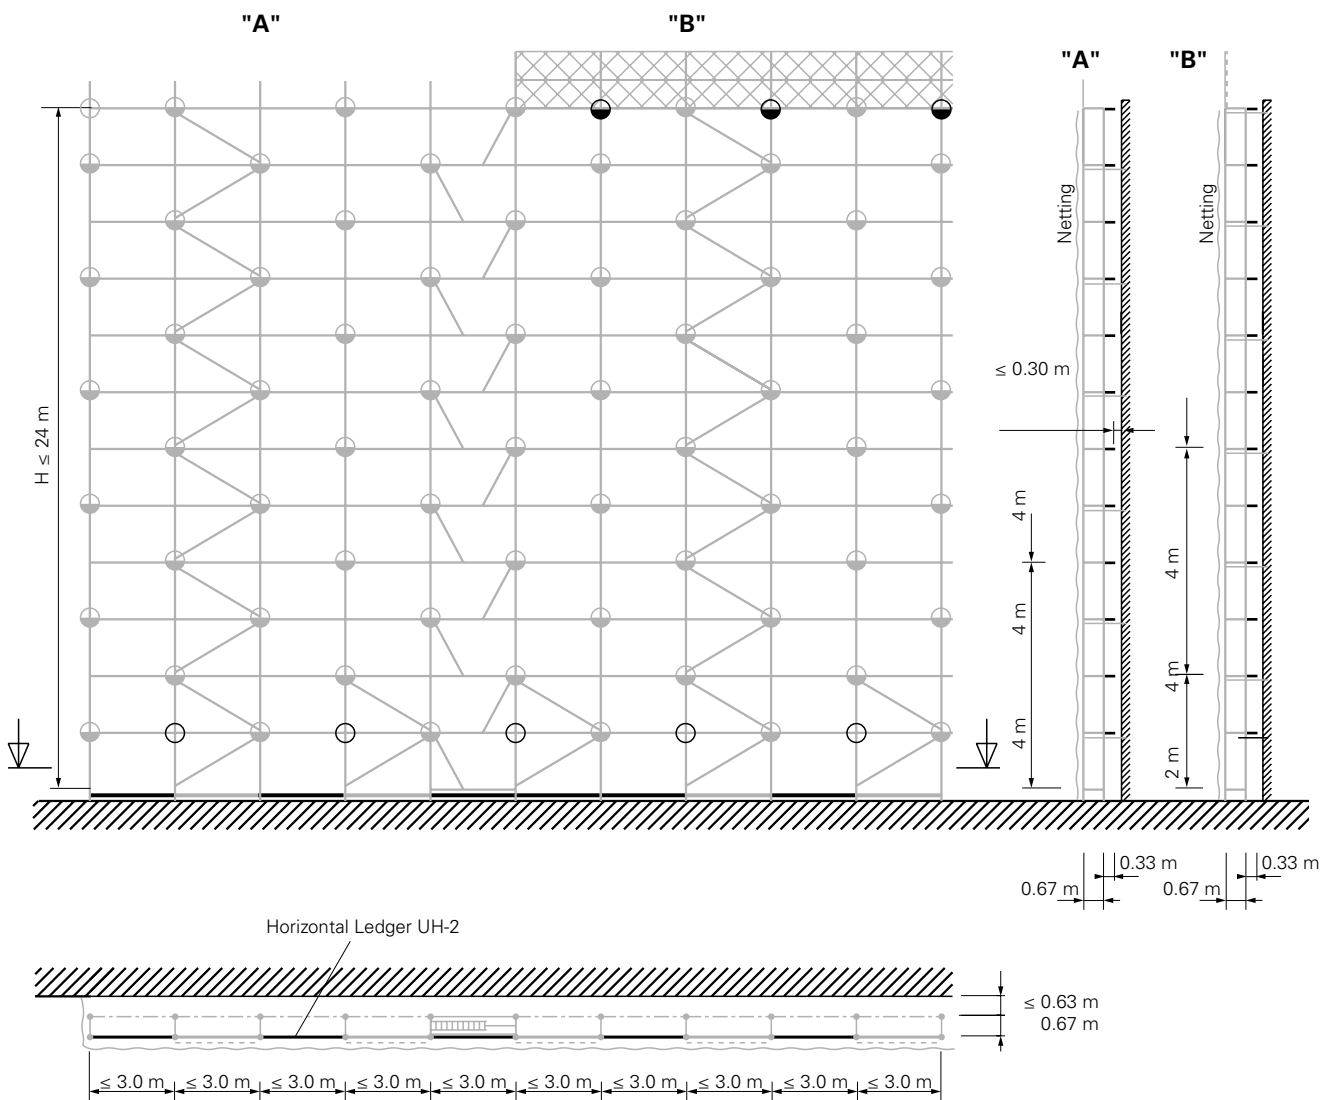 "A"
"B"
"A"
"B"
Netting
Netting
H ≤ 24 m
≤ 0.30 m
4 m
4 m
4 m
4 m
4 m
2 m
0.33 m
0.67 m
0.33 m
0.67 m
Horizontal Ledger UH-2
≤ 0.63 m
0.67 m
≤ 3.0 m ≤ 3.0 m ≤ 3.0 m ≤ 3.0 m ≤ 3.0 m ≤ 3.0 m ≤ 3.0 m ≤ 3.0 m ≤ 3.0 m ≤ 3.0 m